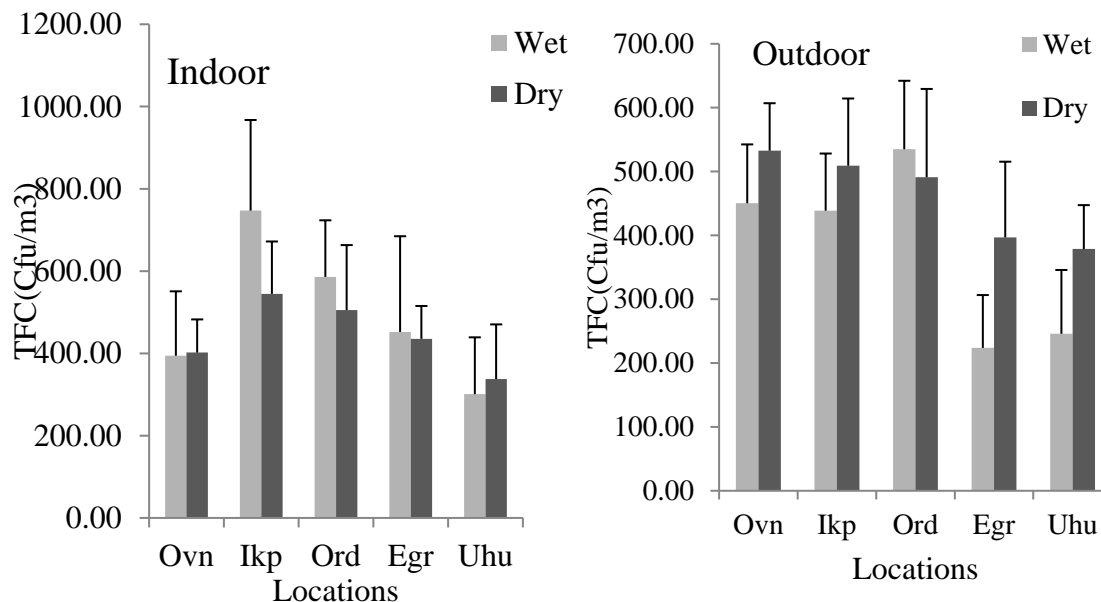 Indoor
Wet
Dry
TFC(Cfu/m3)
1200.00
1000.00
800.00
600.00
400.00
200.00
0.00
Ovn Ikp Ord Egr Uhu
Locations
Outdoor
Wet
Dry
TFC(Cfu/m3)
700.00
600.00
500.00
400.00
300.00
200.00
100.00
0.00
Ovn Ikp Ord Egr Uhu
Locations